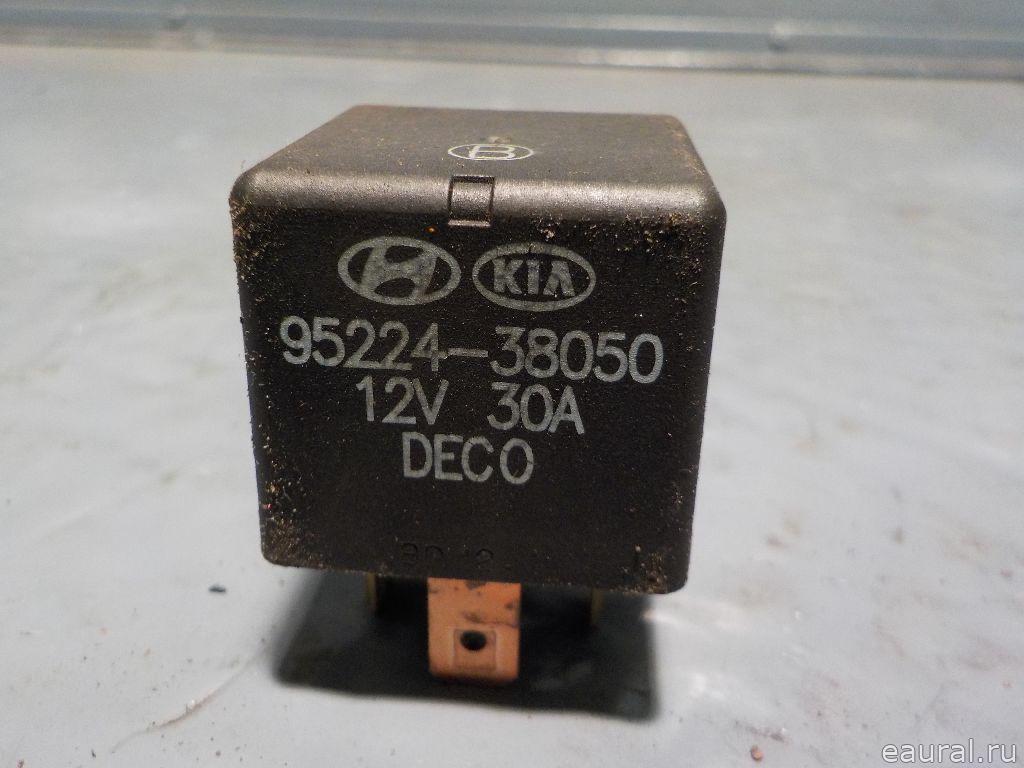 B
KIA
95224-38050
12V 30A
DECO
eaural.ru